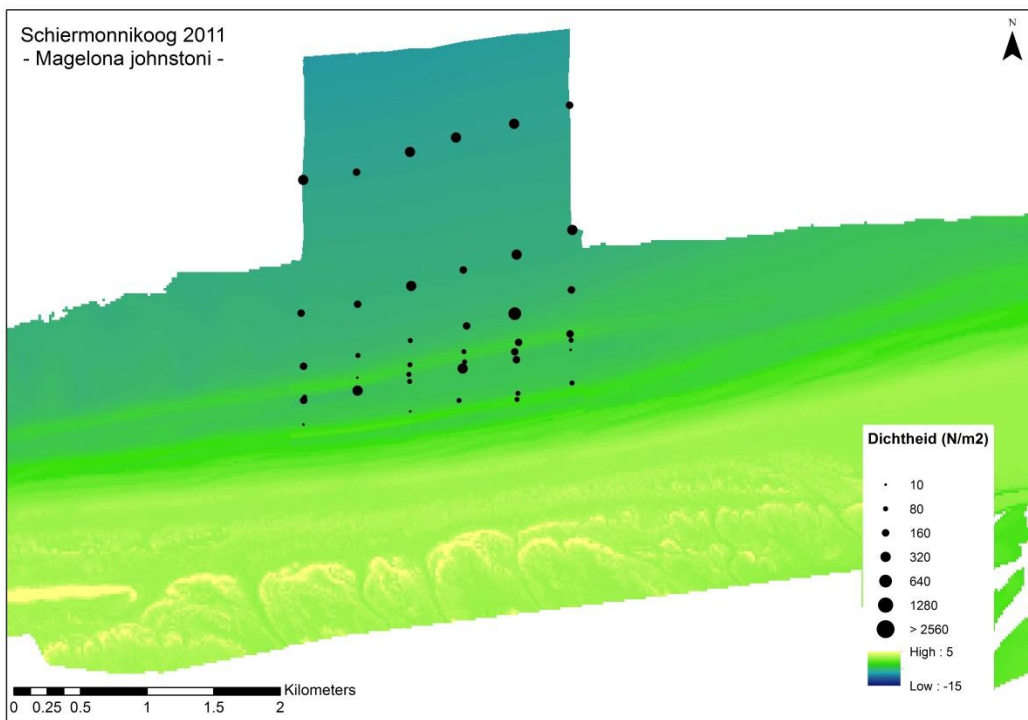 Schiermonnikoog 2011
- Magelona johnstoni -
N
Dichtheid (N/m2)
10
80
160
320
640
1280
> 2560
High : 5
Low : -15
Kilometers
0 0.25 0.5 1 1.5 2